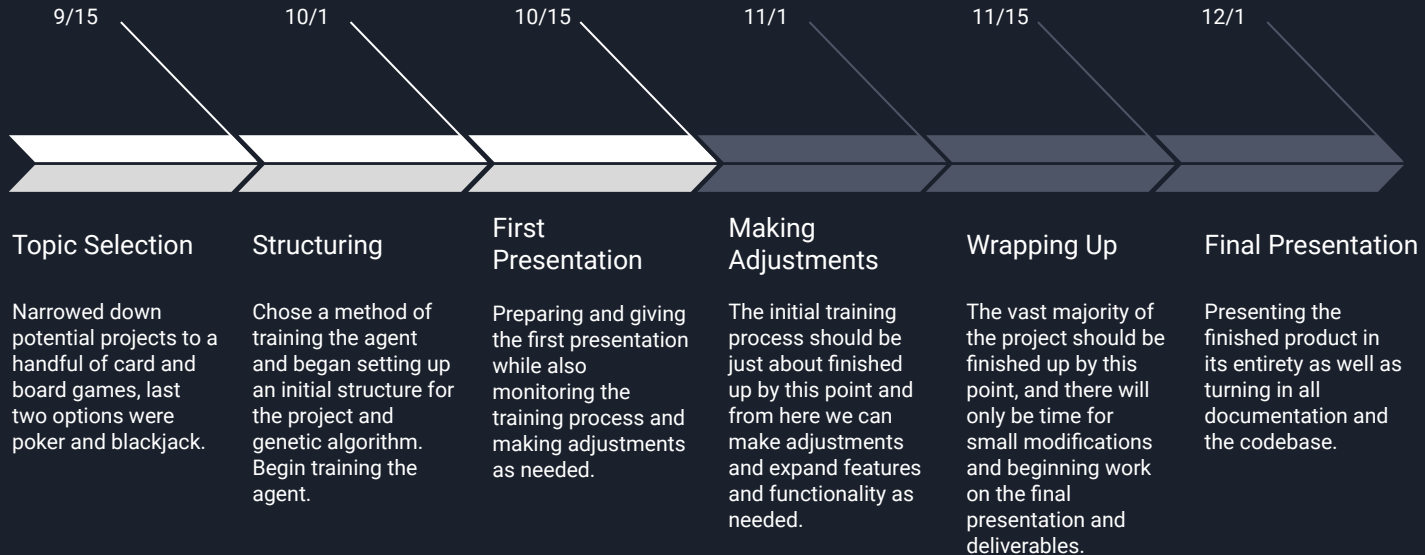 9/15
10/1
10/15
11/1
11/15
12/1
Topic Selection
Narrowed down
potential projects to a
handful of card and
board games, last
two options were
poker and blackjack.
Structuring
Chose a method of
training the agent
and began setting up
an initial structure for
the project and
genetic algorithm.
Begin training the
agent.
First
Presentation
Preparing and giving
the first presentation
while also
monitoring the
training process and
making adjustments
as needed.
Making
Adjustments
The initial training
process should be
just about finished
up by this point and
from here we can
make adjustments
and expand features
and functionality as
needed.
Wrapping Up
The vast majority of
the project should be
finished up by this
point, and there will
only be time for
small modifications
and beginning work
on the final
presentation and
deliverables.
Final Presentation
Presenting the
finished product in
its entirety as well as
turning in all
documentation and
the codebase.